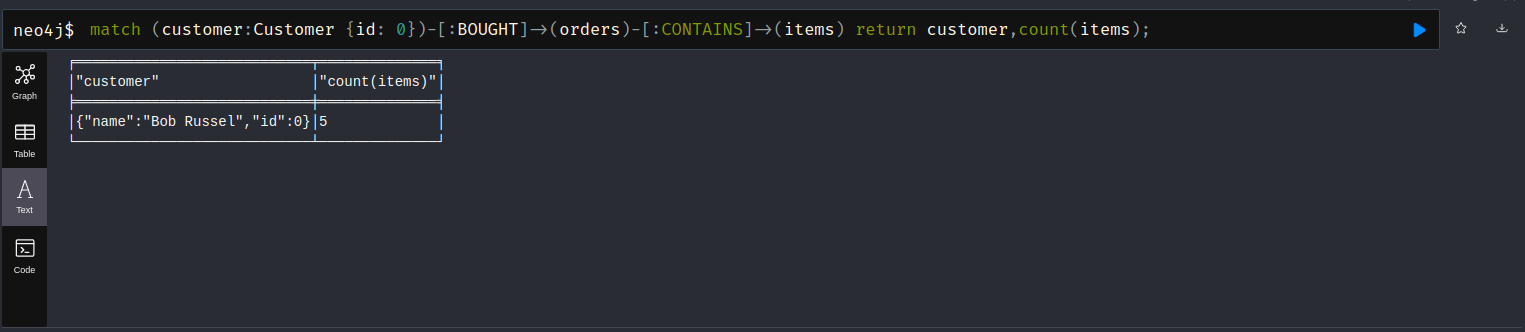 neo4j$ match (customer:Customer {id: 0})-[:BOUGHT]->(orders)-[:CONTAINS]->(items) return customer,count(items);
Graph
Table
Text
Code
"customer" "count(items)"
{"name":"Bob Russel","id":0} 5